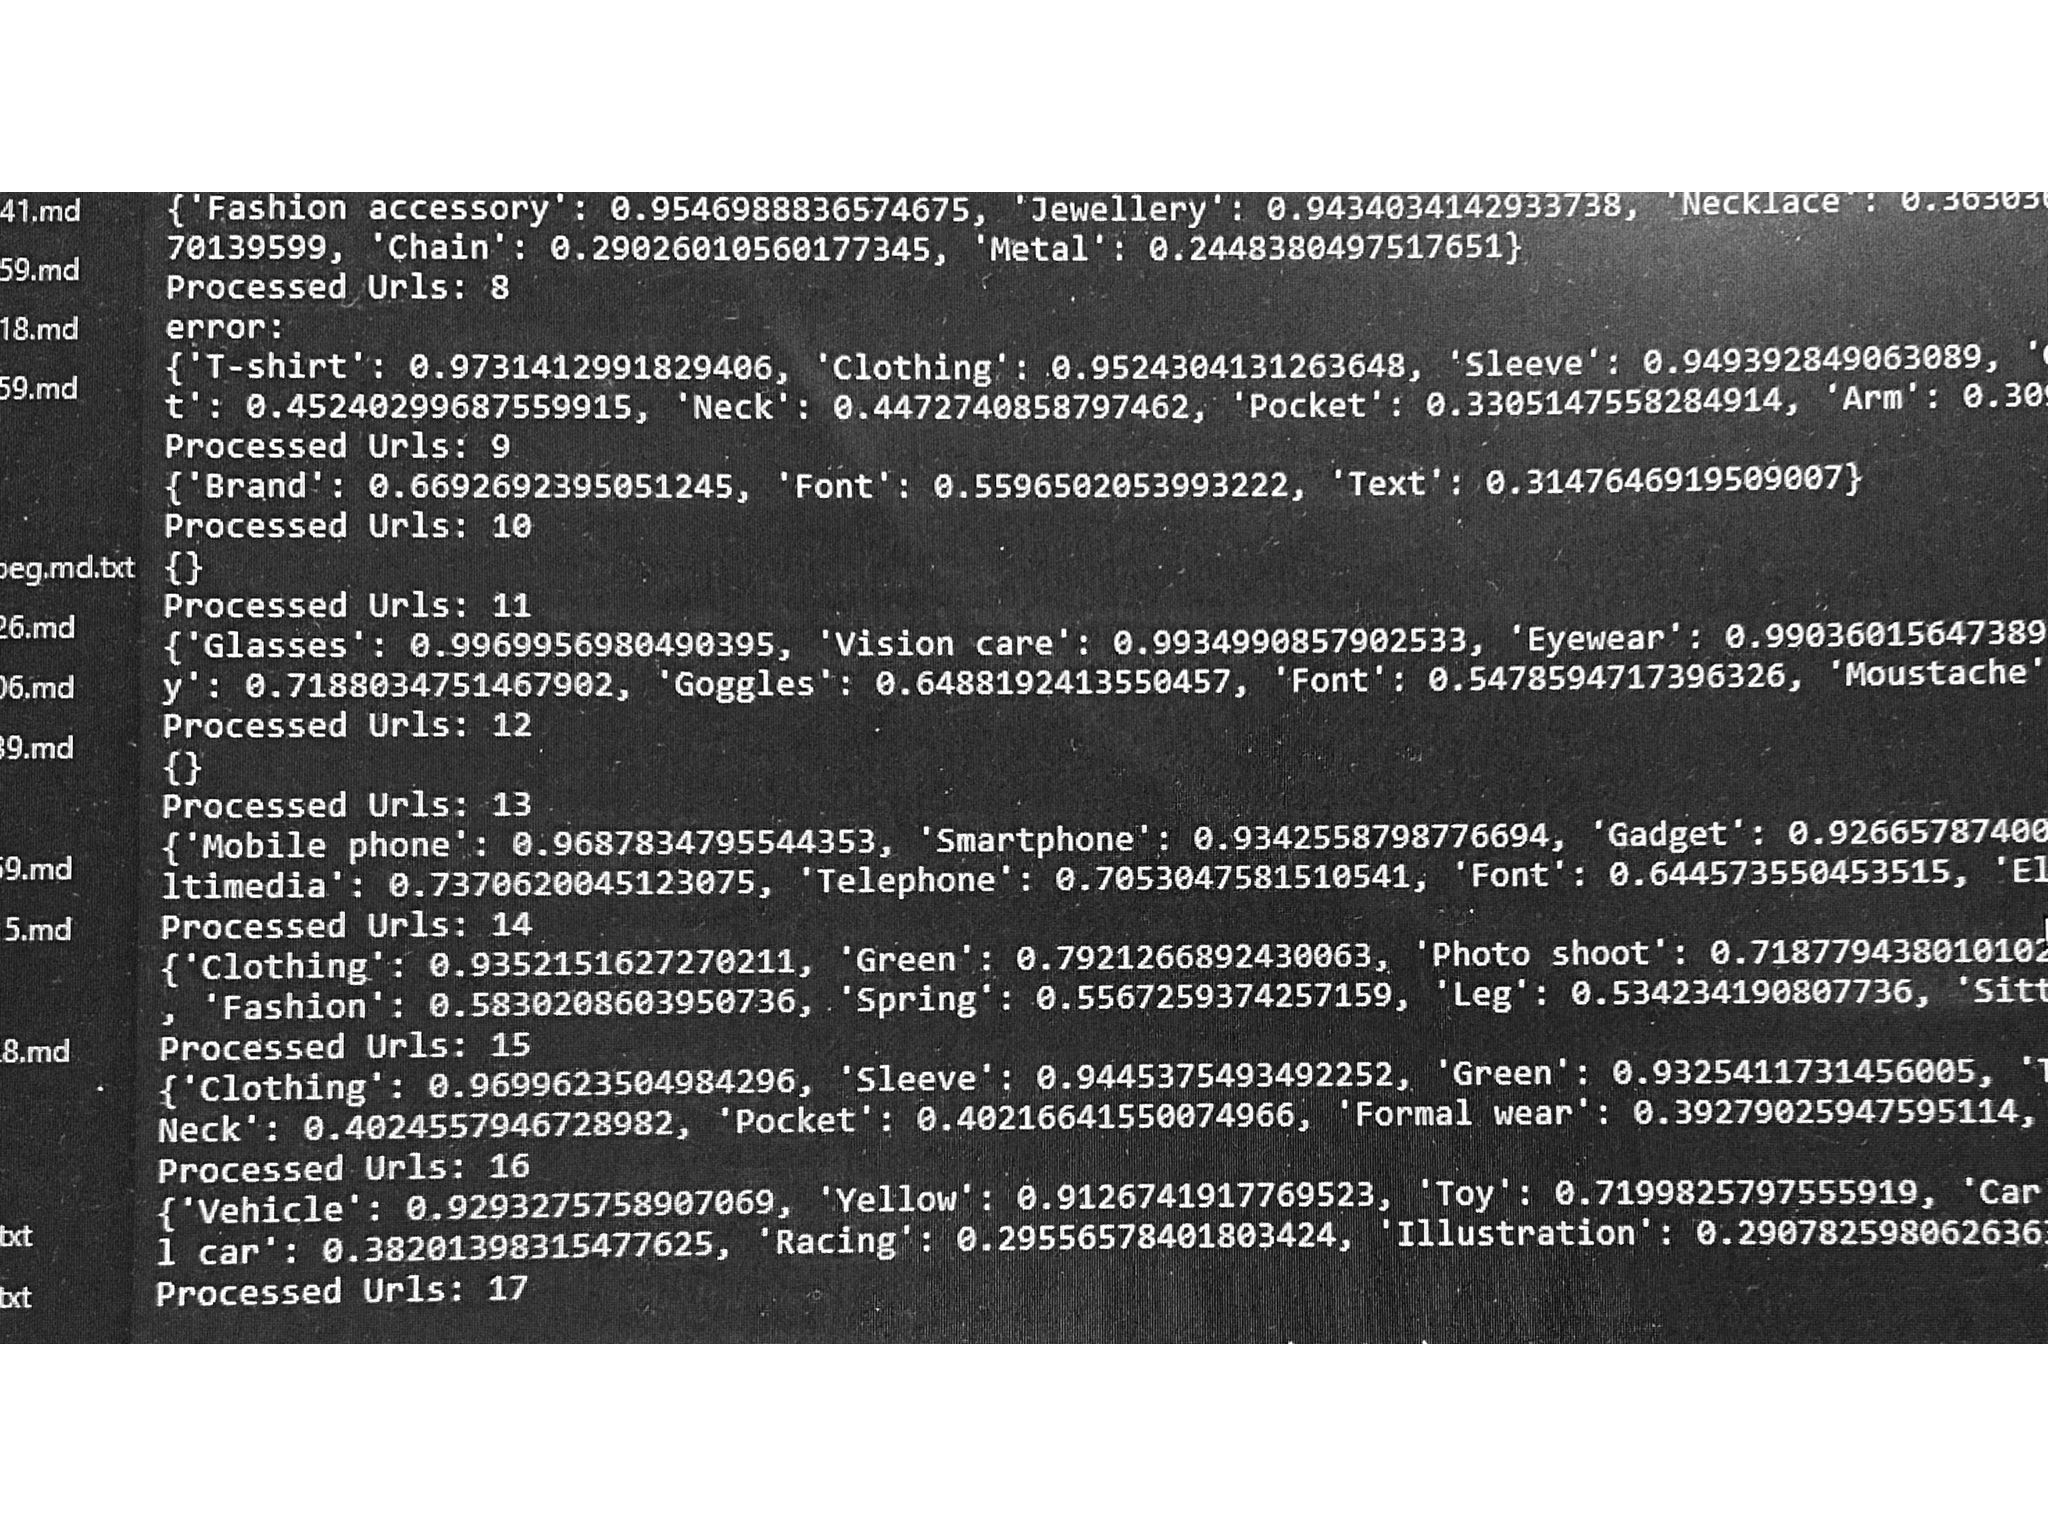 41.md
59.md
18.md
59.md
peg.md.txt
26.md
06.md
39.md
59.md
5.md
8.md
txt
txt
{'Fashion accessory': 0.9546988836574675, 'Jewellery': 0.9434034142933738, 'Necklace': 0.36303
70139599, 'Chain': 0.29026010560177345, 'Metal': 0.2448380497517651}
Processed Urls: 8
error:
{'T-shirt': 0.9731412991829406, 'Clothing': 0.9524304131263648, 'Sleeve': 0.949392849063089, '
t': 0.45240299687559915, 'Neck': 0.4472740858797462, 'Pocket': 0.3305147558284914, 'Arm': 0.309
Processed Urls: 9
{'Brand': 0.6692692395051245, 'Font': 0.5596502053993222, 'Text': 0.3147646919509007}
Processed Urls: 10
{}
Processed Urls: 11
{'Glasses': 0.9969956980490395, 'Vision care': 0.9934990857902533, 'Eyewear': 0.99036015647389
y': 0.7188034751467902, 'Goggles': 0.6488192413550457, 'Font': 0.5478594717396326, 'Moustache'
Processed Urls: 12
{}
Processed Urls: 13
{'Mobile phone': 0.9687834795544353, 'Smartphone': 0.9342558798776694, 'Gadget': 0.92665787400
ltimedia': 0.7370620045123075, 'Telephone': 0.7053047581510541, 'Font': 0.644573550453515, 'El
Processed Urls: 14
{'Clothing': 0.9352151627270211, 'Green': 0.7921266892430063, 'Photo shoot': 0.718779438010102
, 'Fashion': 0.5830208603950736, 'Spring': 0.5567259374257159, 'Leg': 0.534234190807736, 'Sitt
Processed Urls: 15
{'Clothing': 0.9699623504984296, 'Sleeve': 0.9445375493492252, 'Green': 0.9325411731456005, 'T
Neck': 0.4024557946728982, 'Pocket': 0.40216641550074966, 'Formal wear': 0.39279025947595114,
Processed Urls: 16
{'Vehicle': 0.9293275758907069, 'Yellow': 0.9126741917769523, 'Toy': 0.7199825797555919, 'Car
l car': 0.38201398315477625, 'Racing': 0.29556578401803424, 'Illustration': 0.290782598062636
Processed Urls: 17